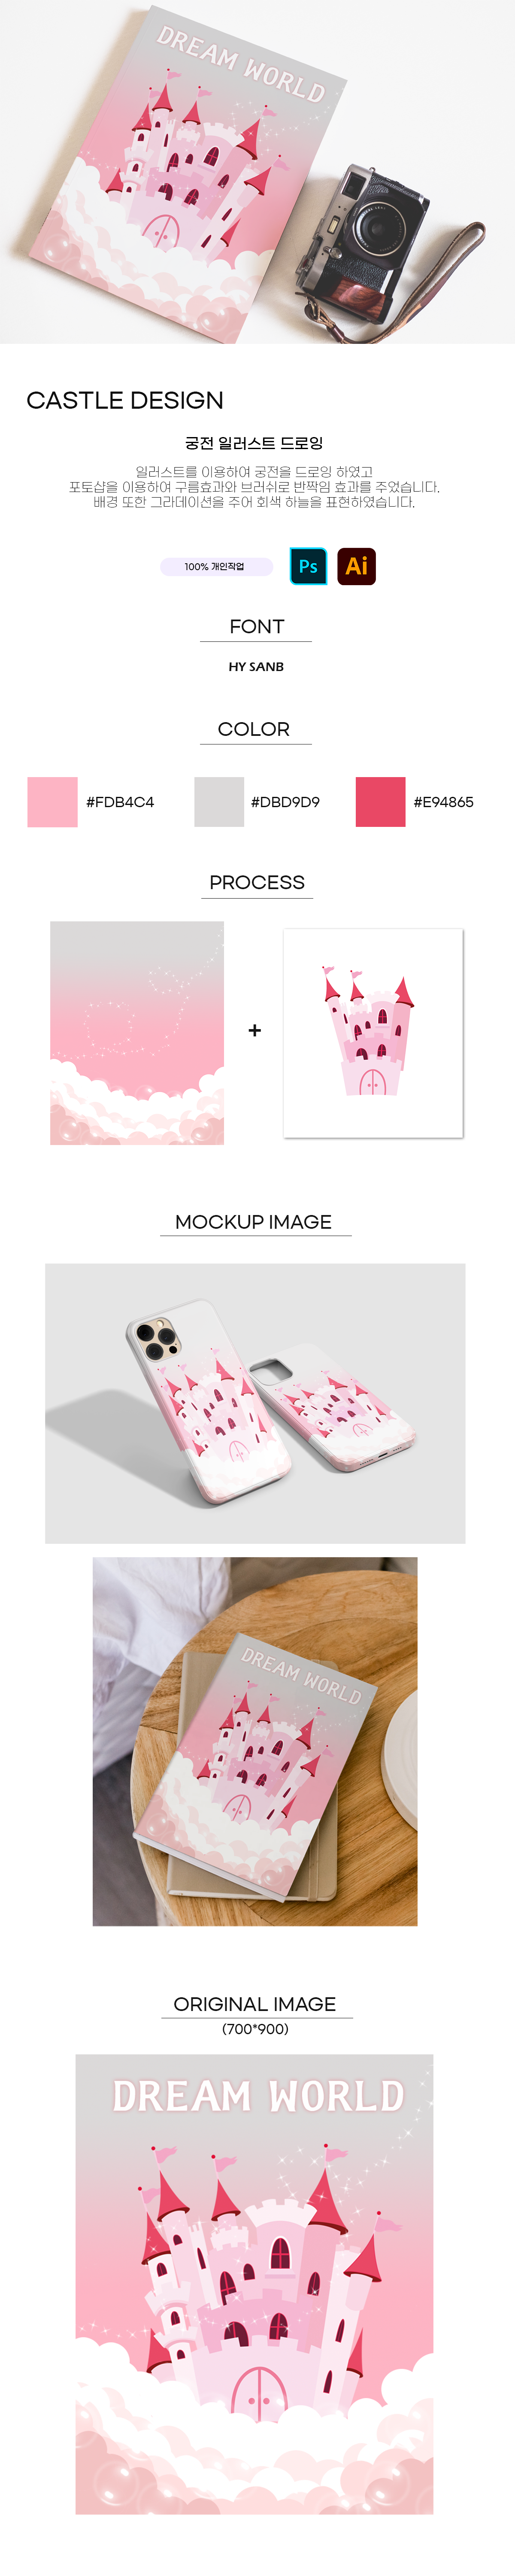 DREAM WORLD
CASTLE DESIGN
궁전 일러스트 드로잉
일러스트를 이용하여 궁전을 드로잉 하였고
포토샵을 이용하여 구름효과와 브러쉬로 반짝임 효과를 주었습니다.
배경 또한 그라데이션을 주어 회색 하늘을 표현하였습니다.
100% 개인작업
Ps
Ai
FONT
HY SANB
COLOR
#FDB4C4
#DBD9D9
#E94865
PROCESS
+
MOCKUP IMAGE
DREAM WORLD
ORIGINAL IMAGE
(700*900)
DREAM WORLD